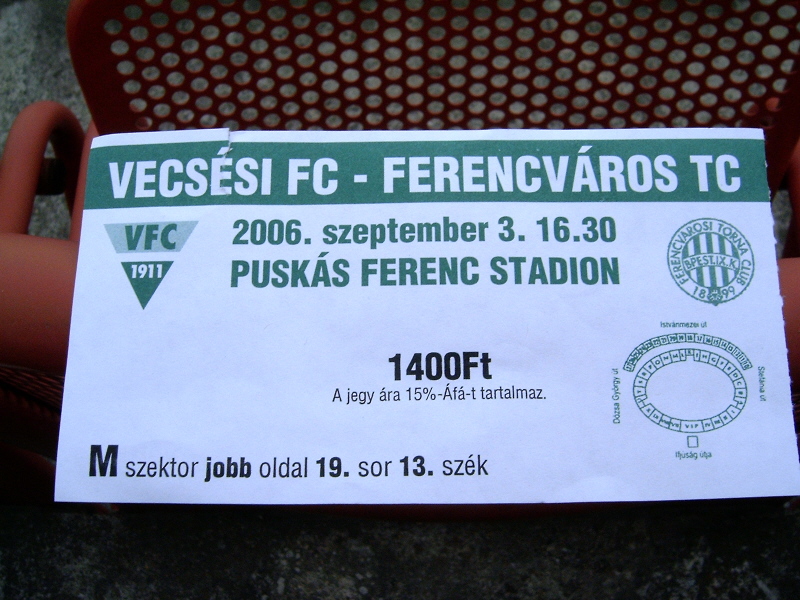 VECSÉSI FC - FERENCVÁROS TC
VFC
1911
2006. szeptember 3. 16.30
PUSKÁS FERENC STADION
FERENCVÁROSI TORNA CLUB
BPEST.IX.K.
1899
1400Ft
A jegy ára 15%-Áfá-t tartalmaz.
Istvánmezei út
Dózsa György út
Stefánia út
VIP
Ifjúság útja
M szektor jobb oldal 19. sor 13. szék